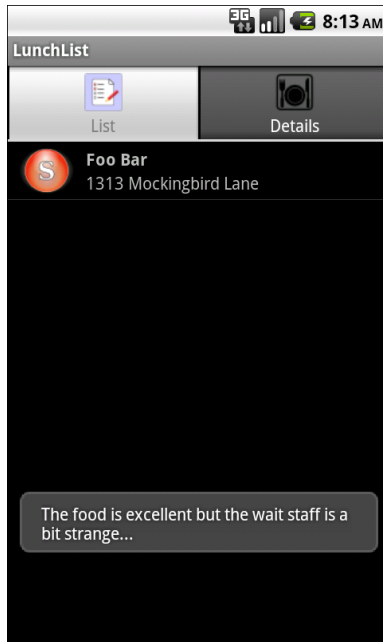 3G 8:13 AM
LunchList
List
Details
S
Foo Bar
1313 Mockingbird Lane
The food is excellent but the wait staff is a
bit strange...